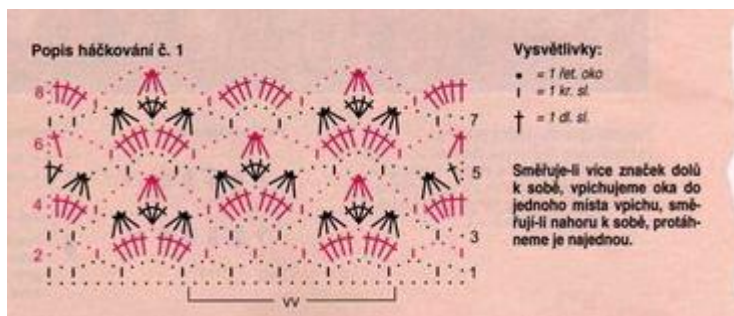 Popis háčkování č. 1
8
7
6
5
4
3
2
1
VV
Vysvětlivky:
• = 1 řet. oko
ı = 1 kr. sl.
† = 1 dl. sl.
Směřuje-li více značek dolů
k sobě, vpichujeme oka do
jednoho místa vpichu, smě-
řují-li nahoru k sobě, protáh-
neme je najednou.